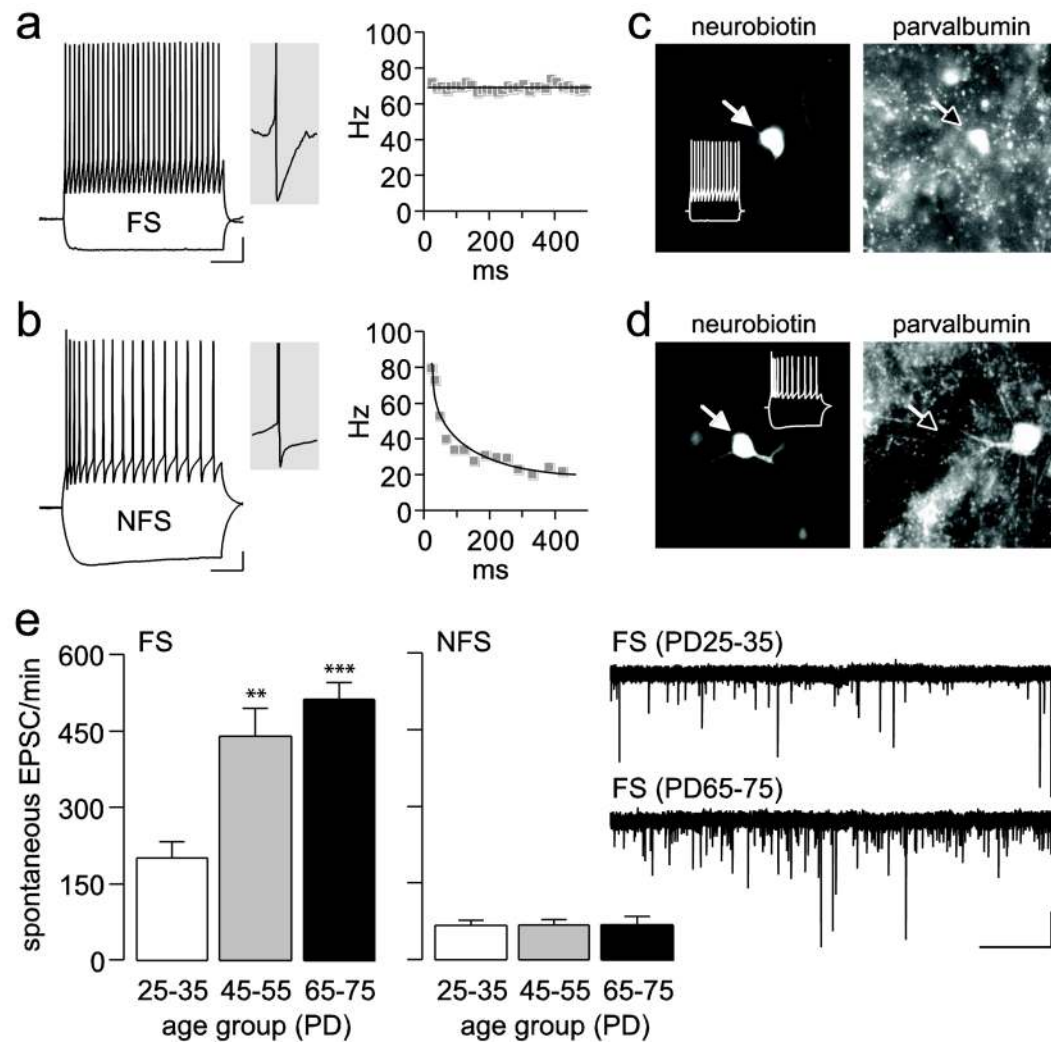 a
FS
100
80
60
40
20
0
Hz
0 200 400
ms
b
NFS
100
80
60
40
20
0
Hz
0 200 400
ms
c
neurobiotin parvalbumin
d
neurobiotin parvalbumin
e
FS
600
450
300
150
0
spontaneous EPSC/min
**
***
25-35 45-55 65-75
age group (PD)
NFS
25-35 45-55 65-75
age group (PD)
FS (PD25-35)
FS (PD65-75)